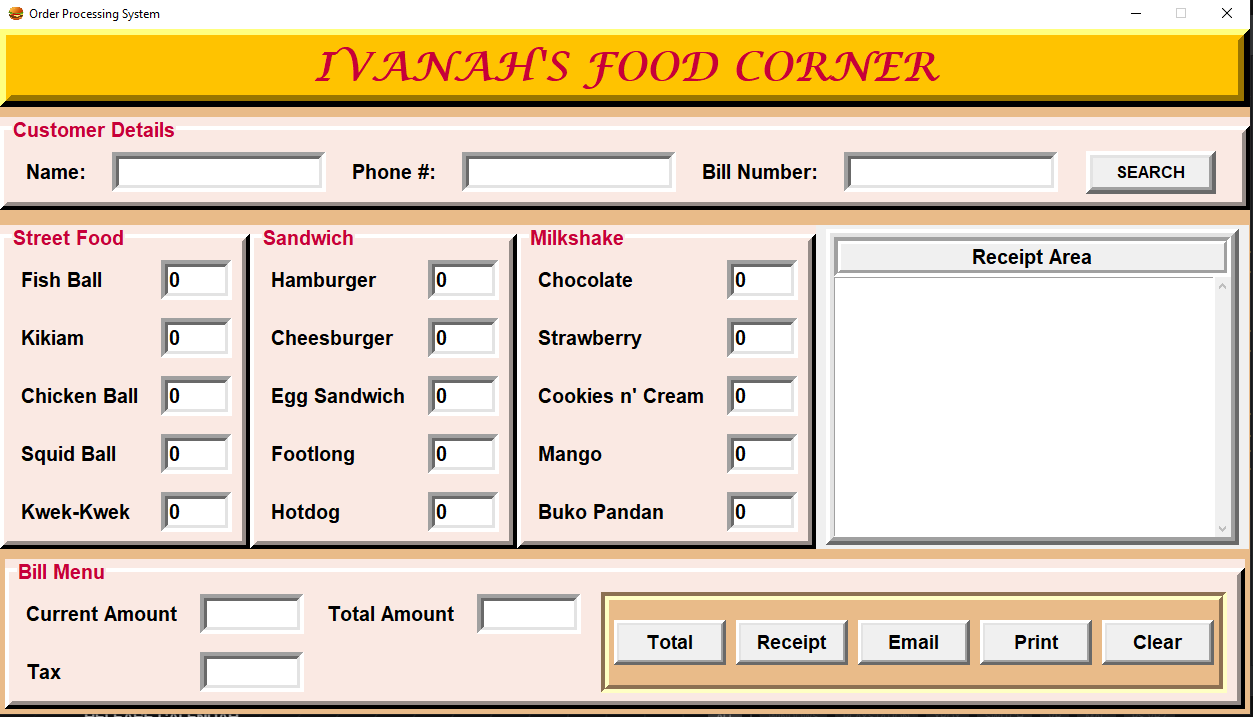 Order Processing System
IVANAH'S FOOD CORNER
Customer Details
Name: Phone #: Bill Number: SEARCH
Street Food Sandwich Milkshake
Receipt Area
Fish Ball 0 Hamburger 0 Chocolate 0
Kikiam 0 Cheesburger 0 Strawberry 0
Chicken Ball 0 Egg Sandwich 0 Cookies n' Cream 0
Squid Ball 0 Footlong 0 Mango 0
Kwek-Kwek 0 Hotdog 0 Buko Pandan 0
Bill Menu
Current Amount Total Amount
Total Receipt Email Print Clear
Tax